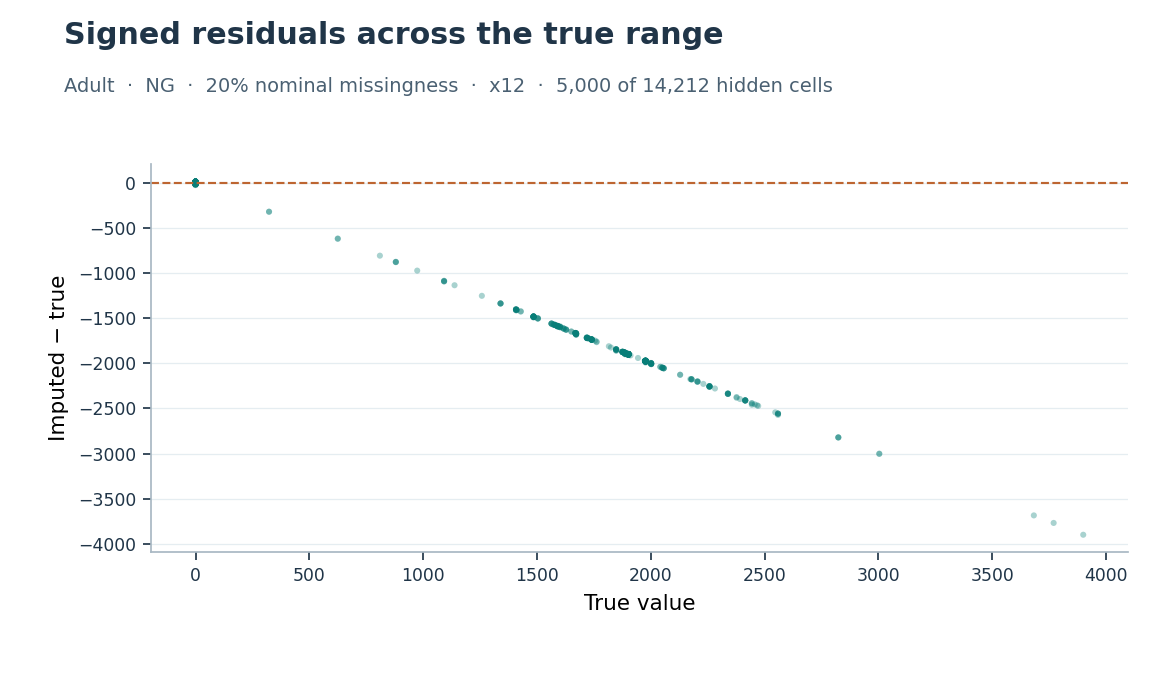 Signed residuals across the true range
Adult · NG · 20% nominal missingness · x12 · 5,000 of 14,212 hidden cells
Imputed − true
0
−500
−1000
−1500
−2000
−2500
−3000
−3500
−4000
0 500 1000 1500 2000 2500 3000 3500 4000
True value